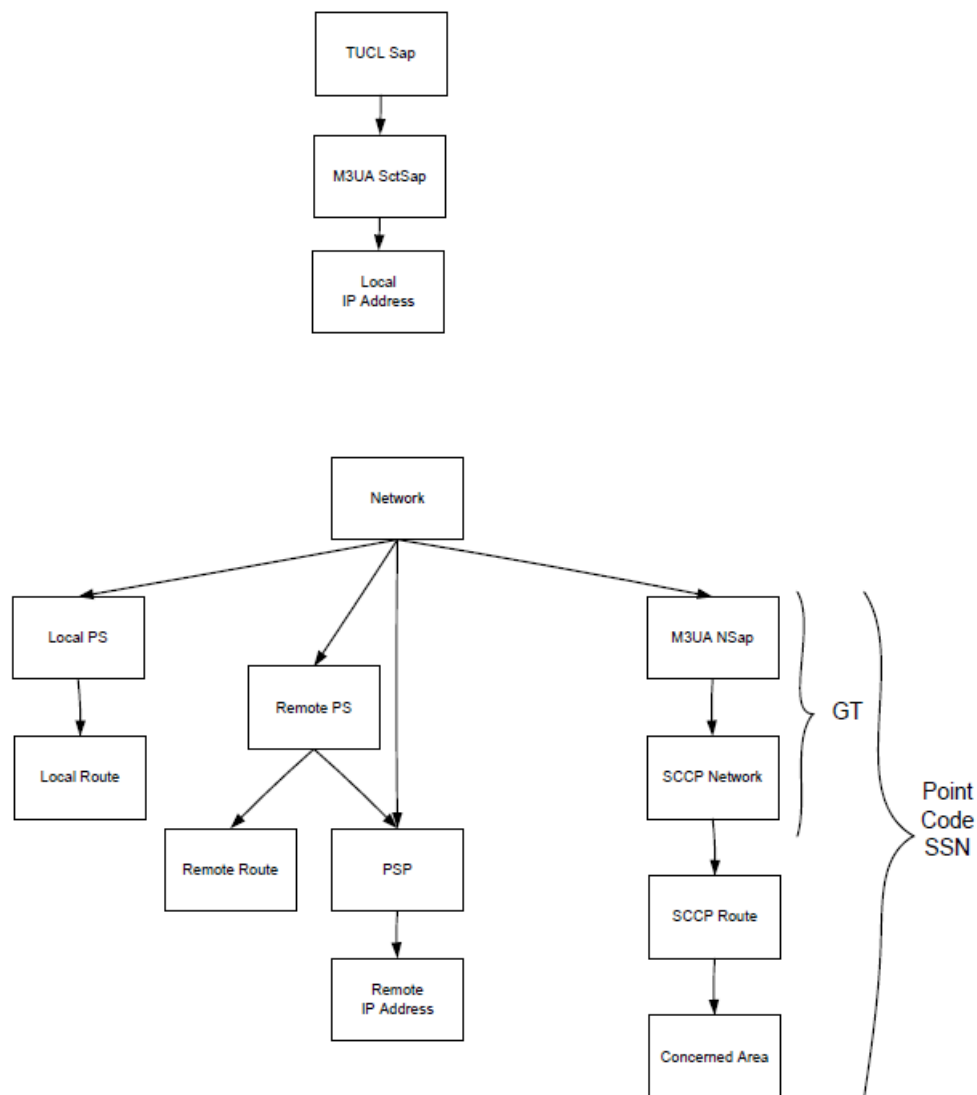 TUCL Sap
M3UA SctSap
Local
IP Address
Network
Local PS
M3UA NSap
Remote PS
GT
Local Route
SCCP Network
Point
Code
SSN
Remote Route
PSP
SCCP Route
Remote
IP Address
Concerned Area